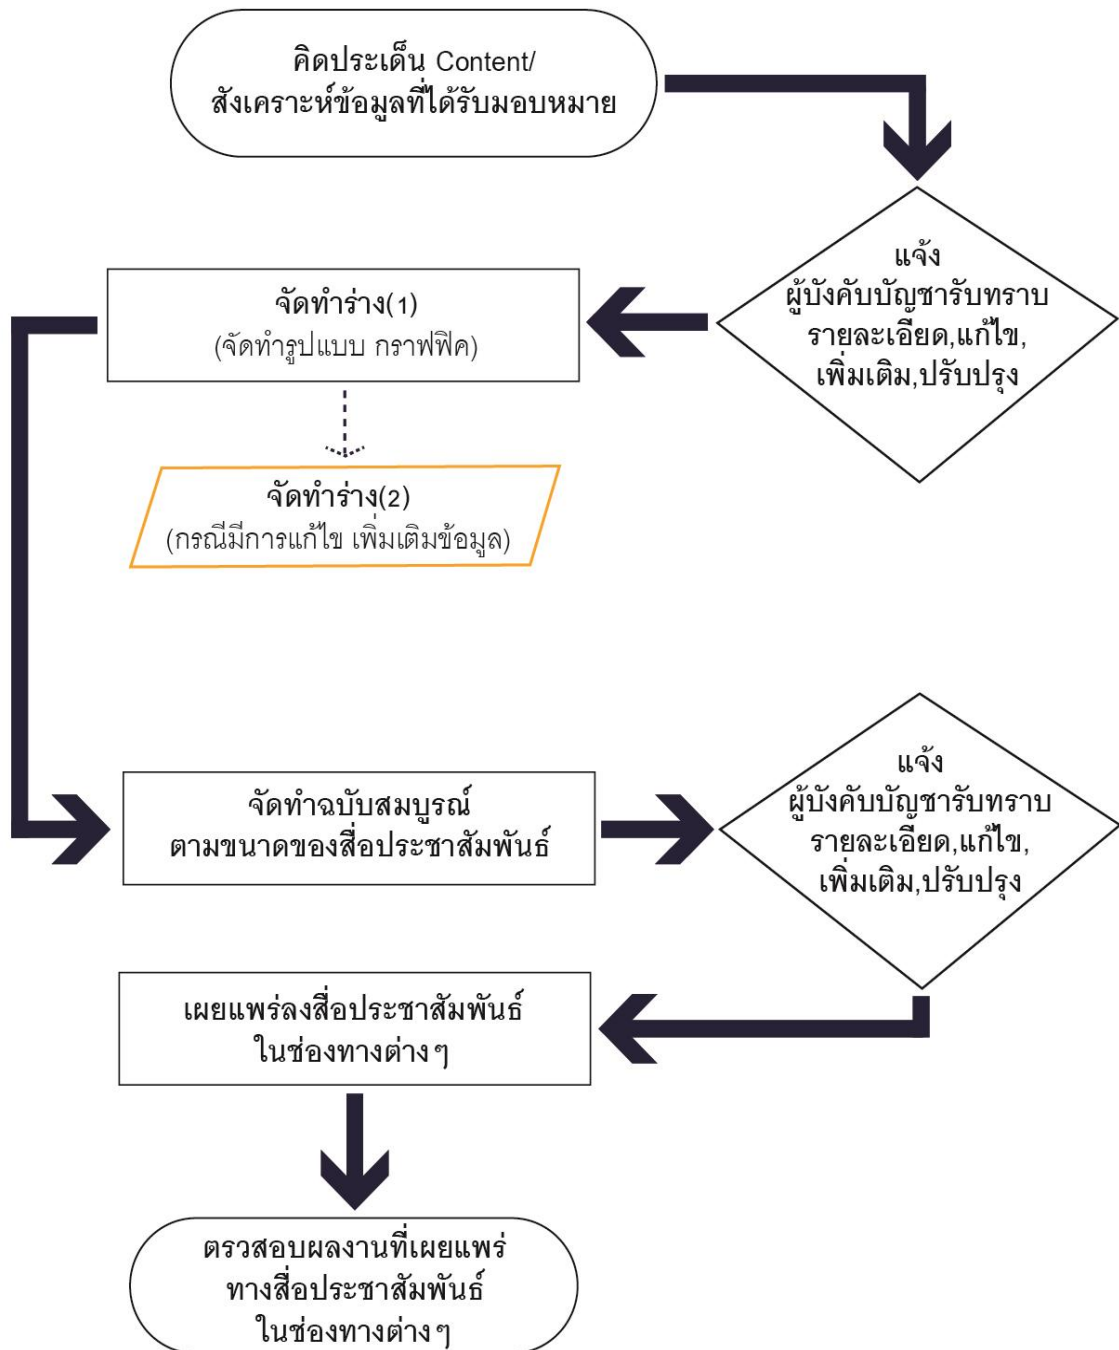 คิดประเด็น Content/
สังเคราะห์ข้อมูลที่ได้รับมอบหมาย
แจ้ง
ผู้บังคับบัญชารับทราบ
รายละเอียด,แก้ไข,
เพิ่มเติม,ปรับปรุง
จัดทำร่าง(1)
(จัดทำรูปแบบ กราฟฟิค)
จัดทำร่าง(2)
(กรณีมีการแก้ไข เพิ่มเติมข้อมูล)
จัดทำฉบับสมบูรณ์
ตามขนาดของสื่อประชาสัมพันธ์
แจ้ง
ผู้บังคับบัญชารับทราบ
รายละเอียด,แก้ไข,
เพิ่มเติม,ปรับปรุง
เผยแพร่ลงสื่อประชาสัมพันธ์
ในช่องทางต่างๆ
ตรวสอบผลงานที่เผยแพร่
ทางสื่อประชาสัมพันธ์
ในช่องทางต่างๆ